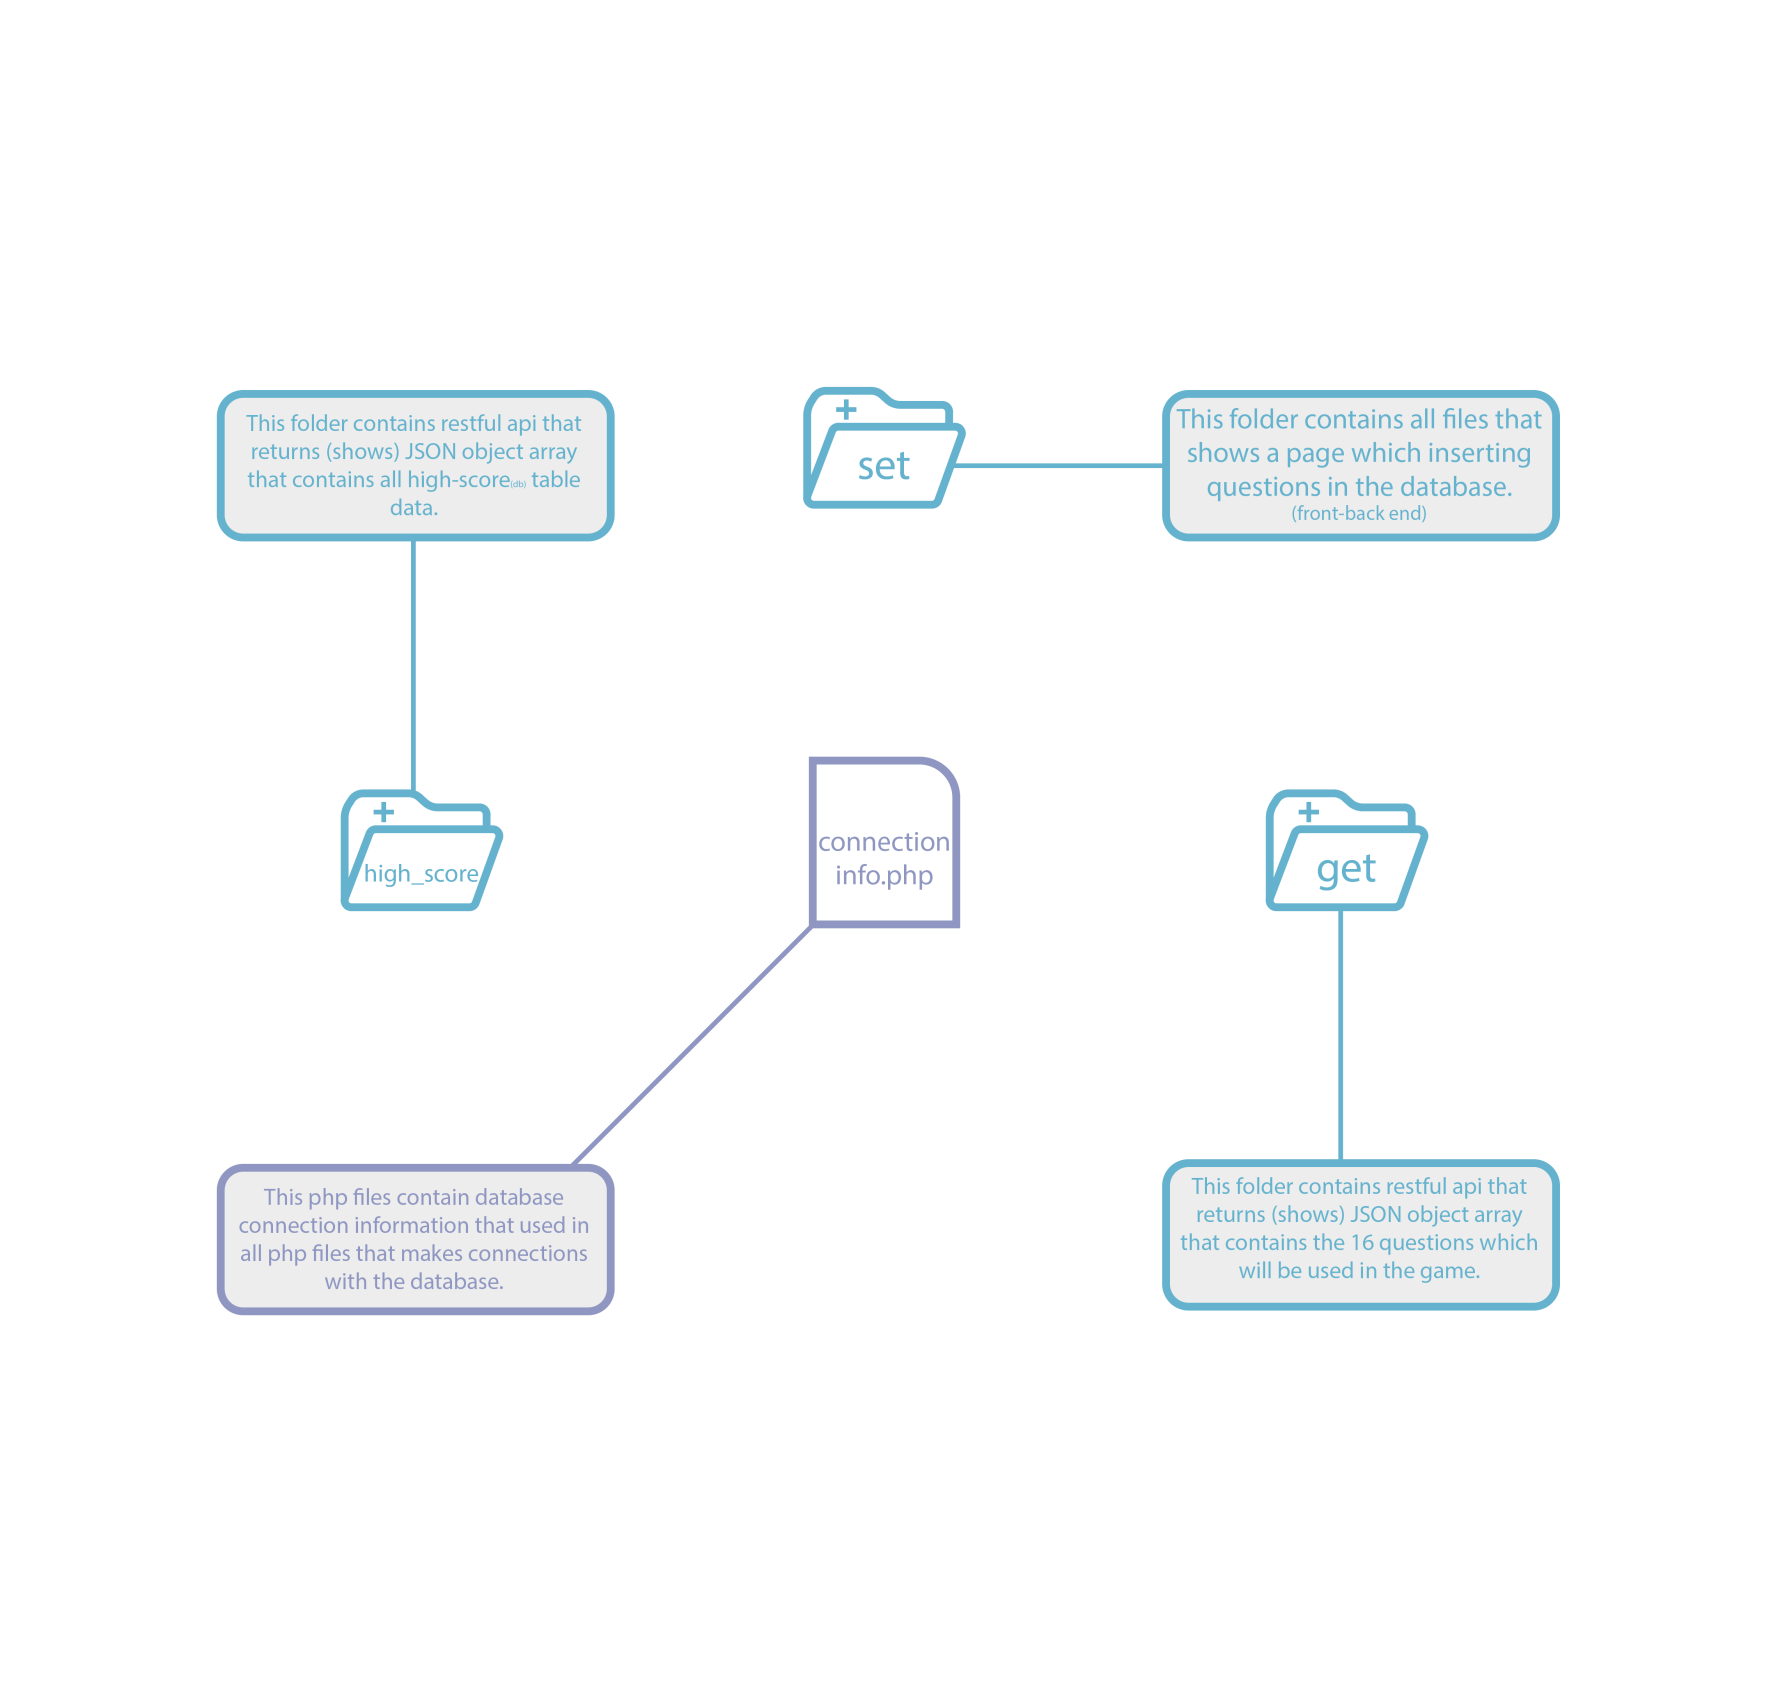 This folder contains restful api that
returns (shows) JSON object array
that contains all high-score(db) table
data.
set
This folder contains all files that
shows a page which inserting
questions in the database.
(front-back end)
high_score
connection
info.php
get
This php files contain database
connection information that used in
all php files that makes connections
with the database.
This folder contains restful api that
returns (shows) JSON object array
that contains the 16 questions which
will be used in the game.